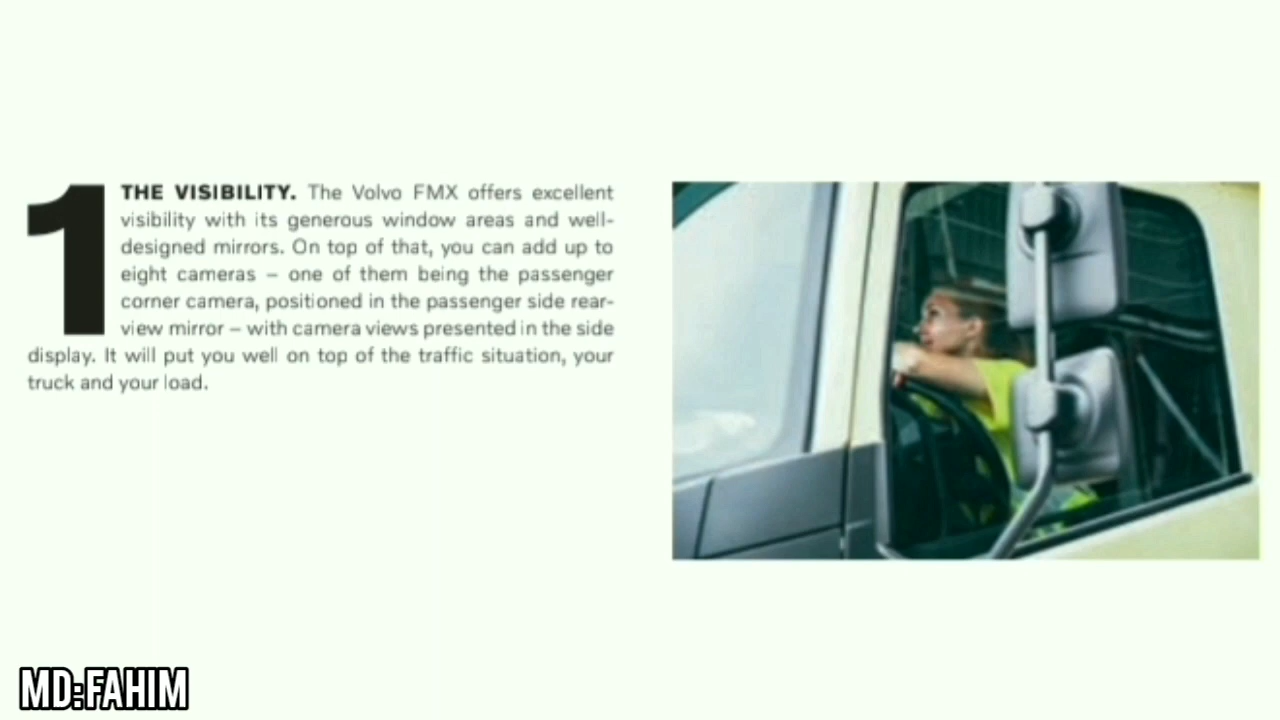 1
THE VISIBILITY. The Volvo FMX offers excellent
visibility with its generous window areas and well-
designed mirrors. On top of that, you can add up to
eight cameras – one of them being the passenger
corner camera, positioned in the passenger side rear-
view mirror – with camera views presented in the side
display. It will put you well on top of the traffic situation, your
truck and your load.
MD:FAHIM